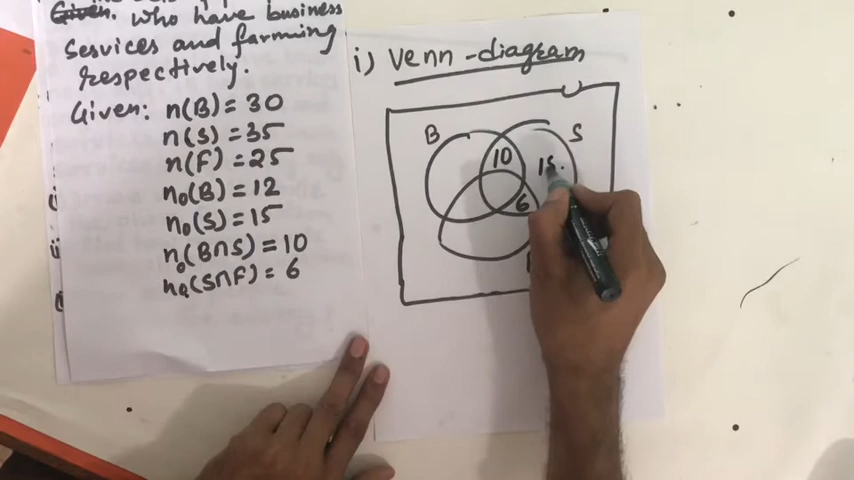 Given. who have business
services and farming
respectively.
Given: n(B) = 30
n(S) = 35
n(F) = 25
n₀(B) = 12
n₀(S) = 15
n₀(B∩S) = 10
n₀(S∩F) = 6
i) Venn-diagram
U
B
S
10
15
6